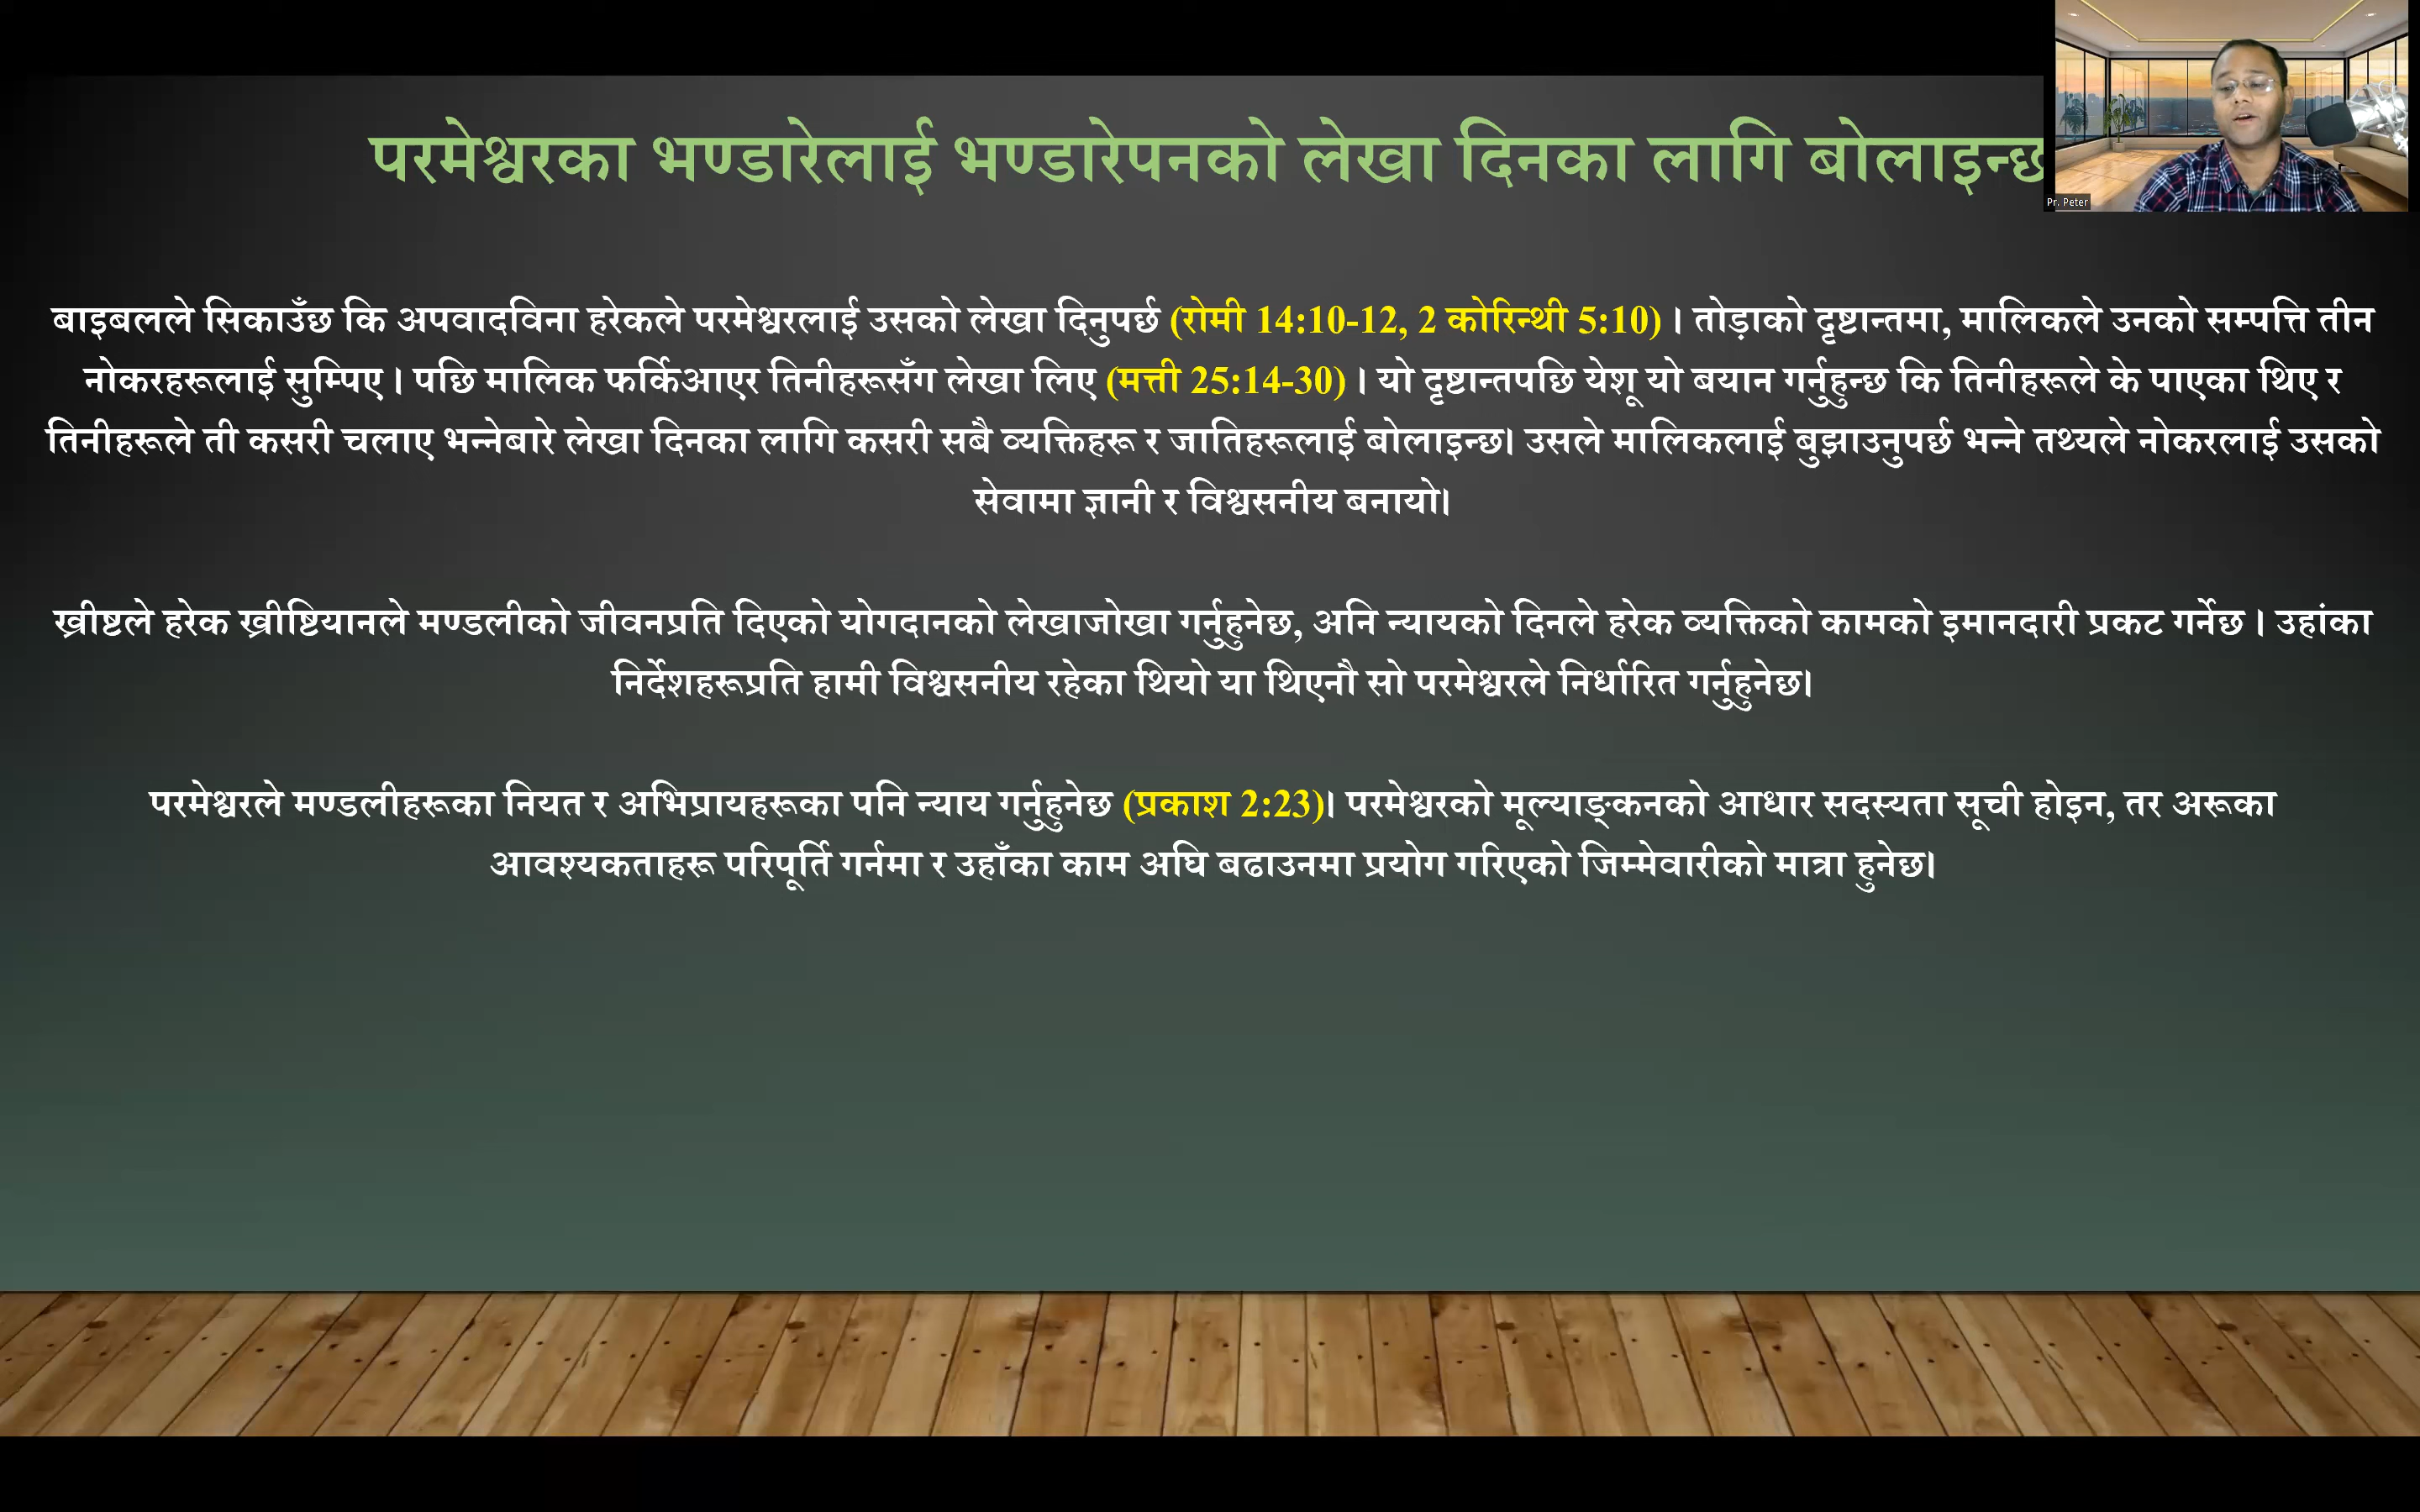 परमेश्वरका भण्डारेलाई भण्डारेपनको लेखा दिनका लागि बोलाइन्छ
Pr. Peter
बाइबलले सिकाउँछ कि अपवादविना हरेकले परमेश्वरलाई उसको लेखा दिनुपर्छ (रोमी 14:10-12, 2 कोरिन्थी 5:10) । तोड़ाको दृष्टान्तमा, मालिकले उनको सम्पत्ति तीन
नोकरहरूलाई सुम्पिए । पछि मालिक फर्किआएर तिनीहरूसँग लेखा लिए (मत्ती 25:14-30) । यो दृष्टान्तपछि येशू यो बयान गर्नुहुन्छ कि तिनीहरूले के पाएका थिए र
तिनीहरूले ती कसरी चलाए भन्नेबारे लेखा दिनका लागि कसरी सबै व्यक्तिहरू र जातिहरूलाई बोलाइन्छ। उसले मालिकलाई बुझाउनुपर्छ भन्ने तथ्यले नोकरलाई उसको
सेवामा ज्ञानी र विश्वसनीय बनायो।
ख्रीष्टले हरेक ख्रीष्टियानले मण्डलीको जीवनप्रति दिएको योगदानको लेखाजोखा गर्नुहुनेछ, अनि न्यायको दिनले हरेक व्यक्तिको कामको इमानदारी प्रकट गर्नेछ । उहांका
निर्देशहरूप्रति हामी विश्वसनीय रहेका थियो या थिएनौ सो परमेश्वरले निर्धारित गर्नुहुनेछ।
परमेश्वरले मण्डलीहरूका नियत र अभिप्रायहरूका पनि न्याय गर्नुहुनेछ (प्रकाश 2:23)। परमेश्वरको मूल्याङ्कनको आधार सदस्यता सूची होइन, तर अरूका
आवश्यकताहरू परिपूर्ति गर्नमा र उहाँका काम अघि बढाउनमा प्रयोग गरिएको जिम्मेवारीको मात्रा हुनेछ।